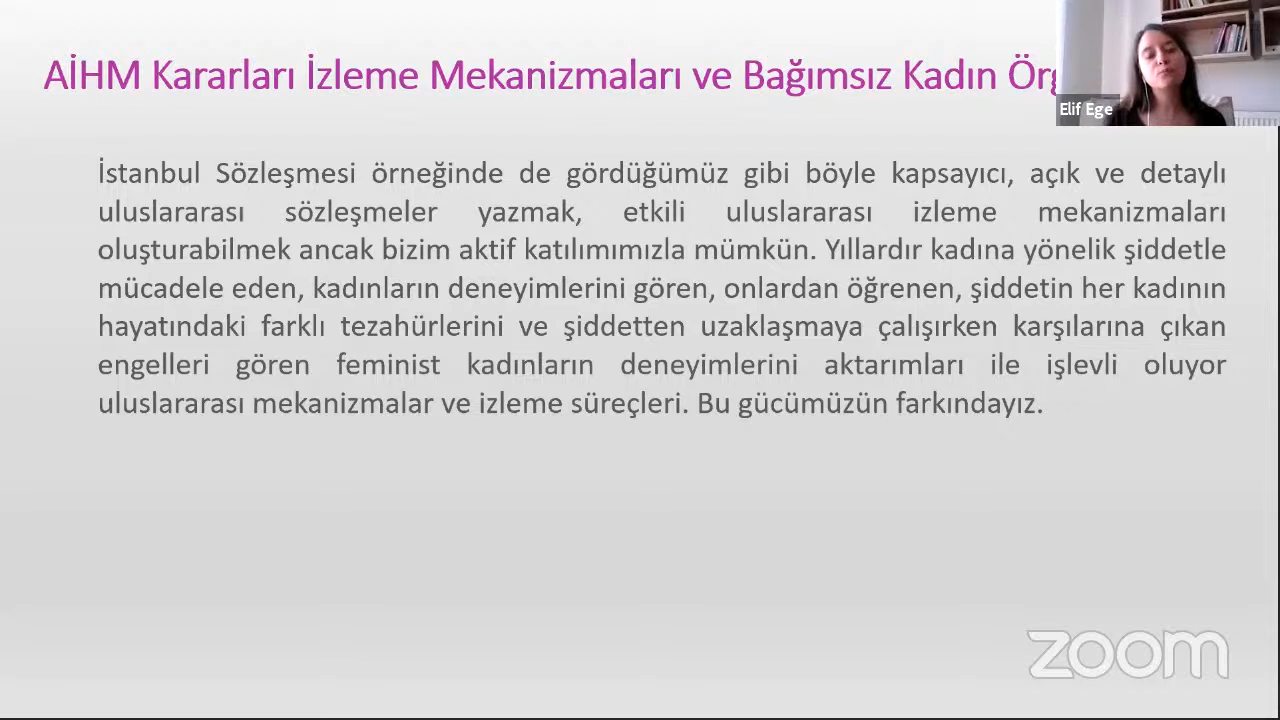 AİHM Kararları İzleme Mekanizmaları ve Bağımsız Kadın
Elif Ege
İstanbul Sözleşmesi örneğinde de gördüğümüz gibi böyle kapsayıcı, açık ve detaylı
uluslararası sözleşmeler yazmak, etkili uluslararası izleme mekanizmaları
oluşturabilmek ancak bizim aktif katılımımızla mümkün. Yıllardır kadına yönelik şiddetle
mücadele eden, kadınların deneyimlerini gören, onlardan öğrenen, şiddetin her kadının
hayatındaki farklı tezahürlerini ve şiddetten uzaklaşmaya çalışırken karşılarına çıkan
engelleri gören feminist kadınların deneyimlerini aktarımları ile işlevli oluyor
uluslararası mekanizmalar ve izleme süreçleri. Bu gücümüzün farkındayız.
zoom